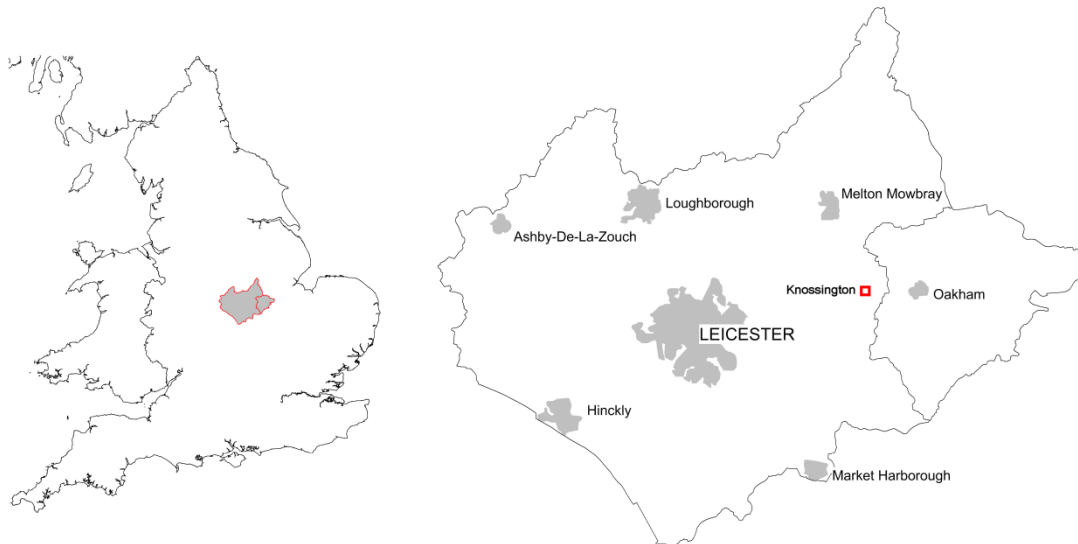 Melton Mowbray
Loughborough
Ashby-De-La-Zouch
Knossington
Oakham
LEICESTER
Hinckly
Market Harborough